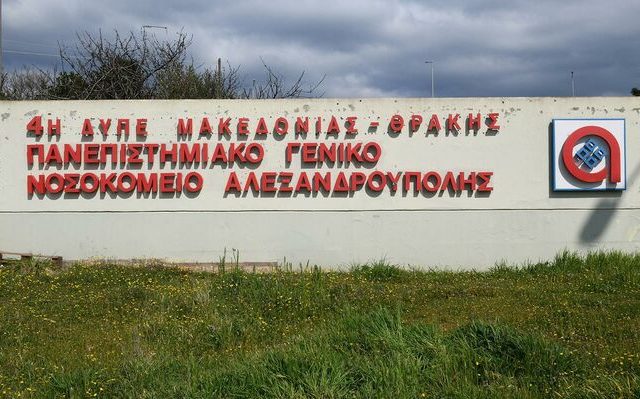 4Η ΔΥΠΕ ΜΑΚΕΔΟΝΙΑΣ - ΘΡΑΚΗΣ
ΠΑΝΕΠΙΣΤΗΜΙΑΚΟ ΓΕΝΙΚΟ
ΝΟΣΟΚΟΜΕΙΟ ΑΛΕΞΑΝΔΡΟΥΠΟΛΗΣ